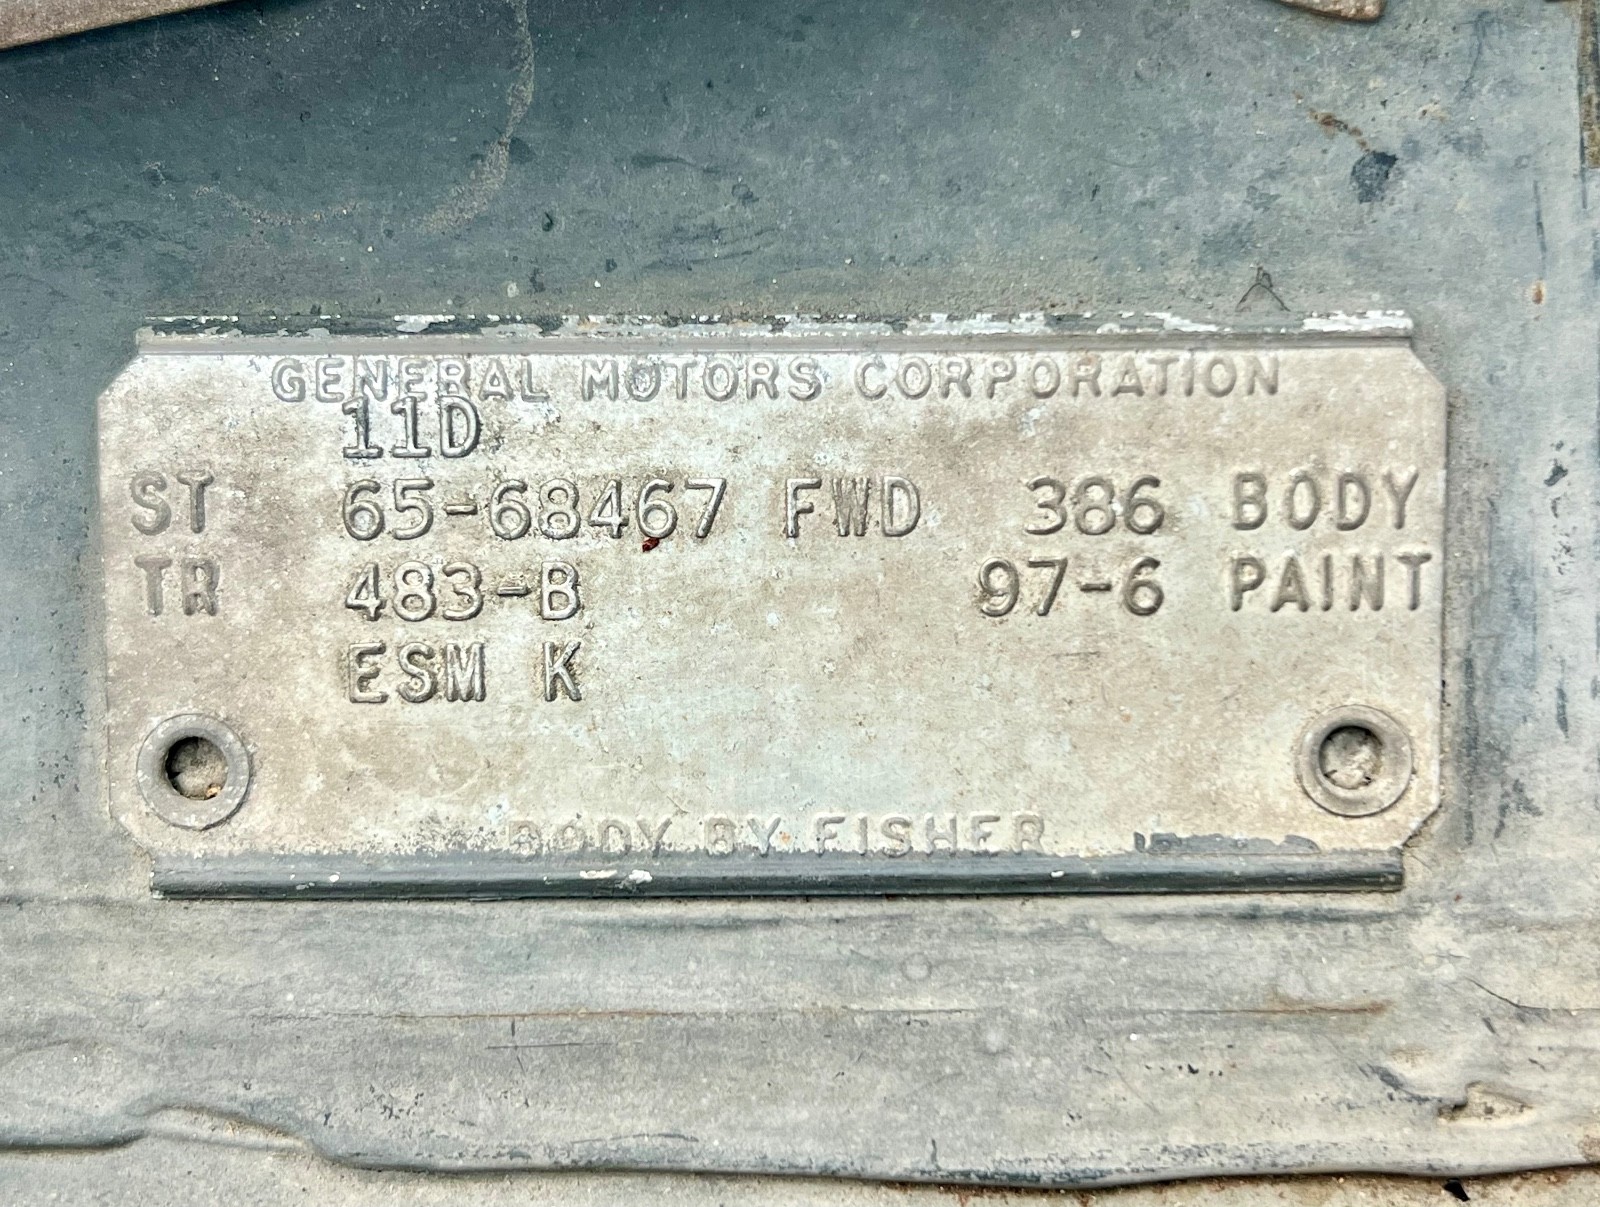 GENERAL MOTORS CORPORATION
11D
ST 65-68467 FWD 386 BODY
TR 483-B 97-6 PAINT
ESM K
BODY BY FISHER